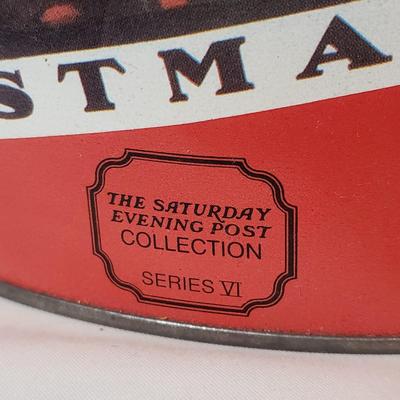 STMA
THE SATURDAY
EVENING POST
COLLECTION
SERIES VI